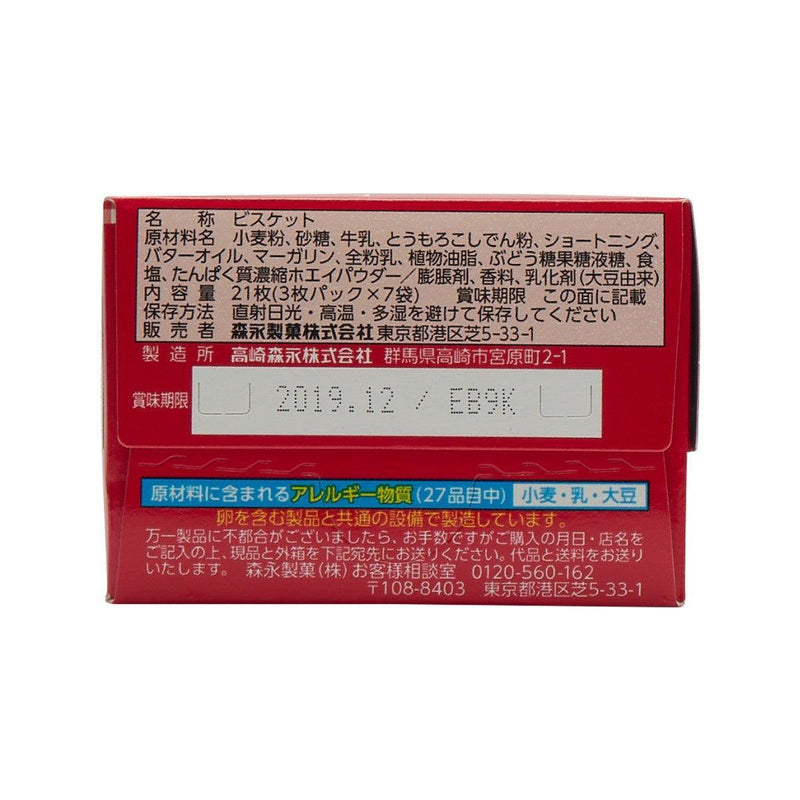 名　　称　ビスケット
原材料名　小麦粉、砂糖、牛乳、とうもろこしでん粉、ショートニング、
バターオイル、マーガリン、全粉乳、植物油脂、ぶどう糖果糖液糖、食
塩、たんぱく質濃縮ホエイパウダー／膨脹剤、香料、乳化剤（大豆由来）
内 容 量　21枚(3枚パック×7袋)　　賞味期限　この面に記載
保存方法　直射日光・高温・多湿を避けて保存してください
販 売 者　森永製菓株式会社 東京都港区芝5-33-1
製 造 所　高崎森永株式会社 群馬県高崎市宮原町2-1
賞味期限 2019.12 / EB9K
原材料に含まれるアレルギー物質(27品目中) 小麦・乳・大豆
卵を含む製品と共通の設備で製造しています。
万一製品に不都合がございましたら、お手数ですがご購入の月日・店名を
ご記入の上、現品と外箱を下記宛先にお送りください。代品と送料をお送り
いたします。 森永製菓(株)お客様相談室 0120-560-162
〒108-8403 東京都港区芝5-33-1